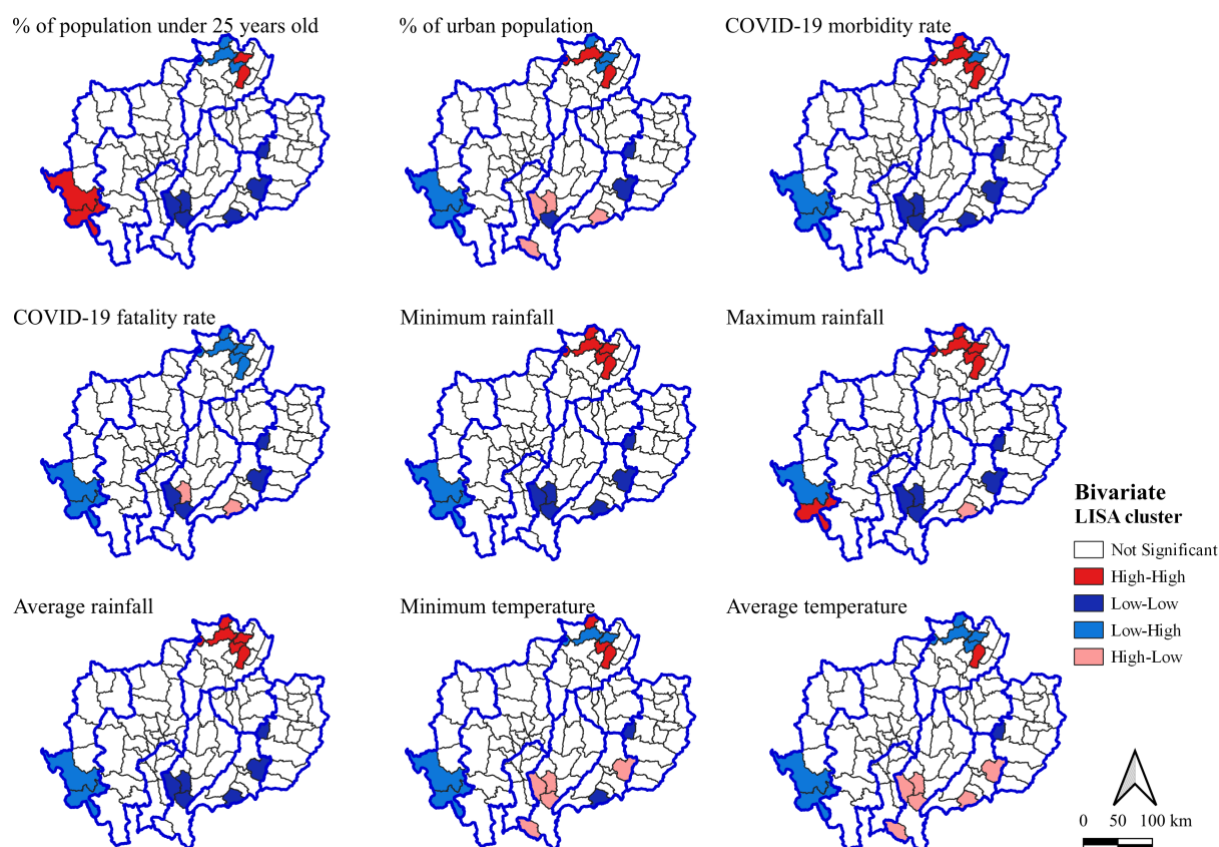 % of population under 25 years old
% of urban population
COVID-19 morbidity rate
COVID-19 fatality rate
Minimum rainfall
Maximum rainfall
Bivariate
LISA cluster
Not Significant
High-High
Low-Low
Low-High
High-Low
Average rainfall
Minimum temperature
Average temperature
0 50 100 km